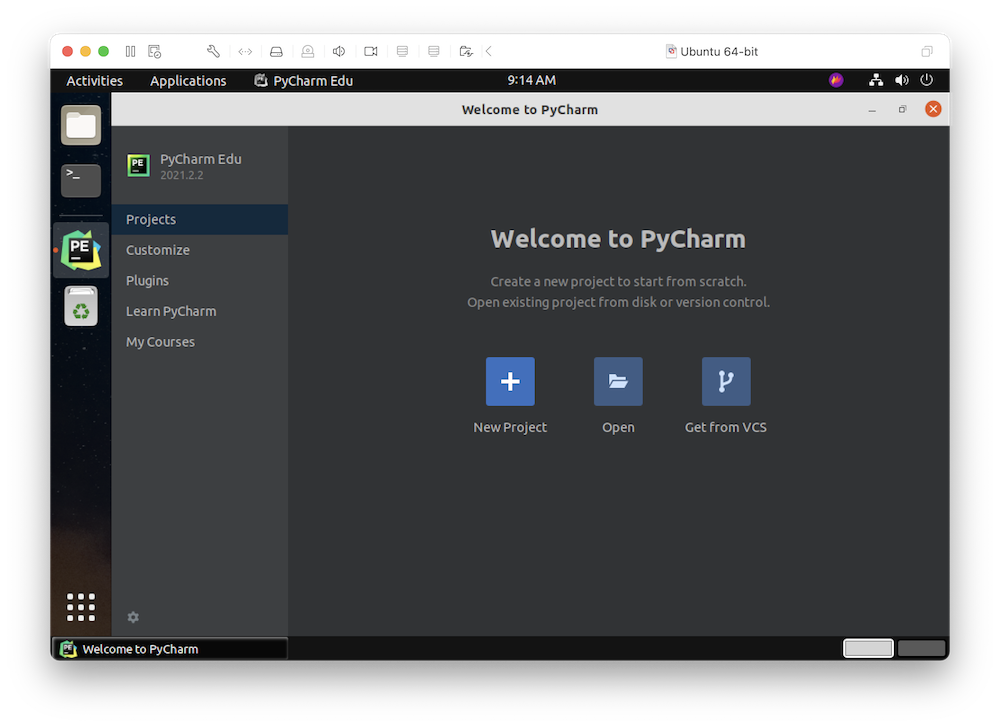 Ubuntu 64-bit
Activities
Applications
PyCharm Edu
9:14 AM
Welcome to PyCharm
>_
PE
PE
PyCharm Edu
2021.2.2
Projects
Customize
Plugins
Learn PyCharm
My Courses
Welcome to PyCharm
Create a new project to start from scratch.
Open existing project from disk or version control.
New Project
Open
Get from VCS
PE
Welcome to PyCharm